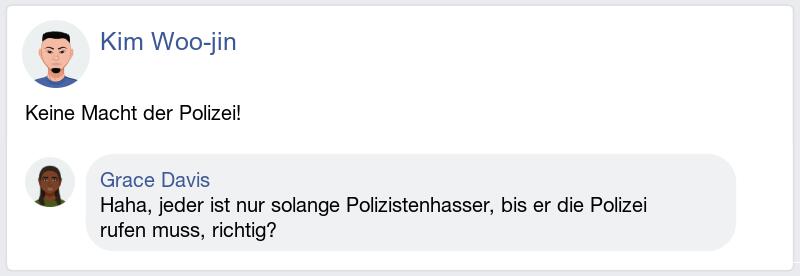 Kim Woo-jin
Keine Macht der Polizei!
Grace Davis
Haha, jeder ist nur solange Polizistenhasser, bis er die Polizei
rufen muss, richtig?